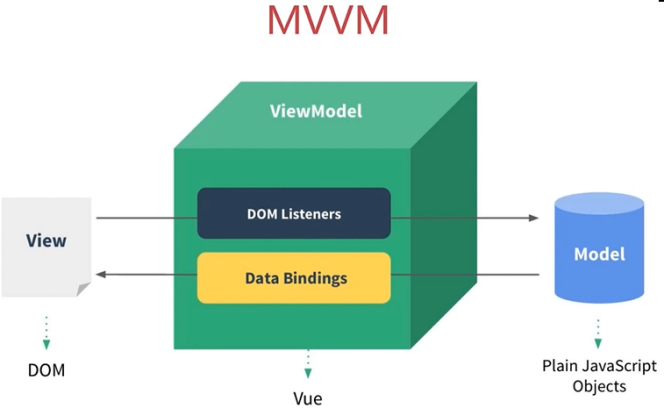 MVVM
ViewModel
DOM Listeners
View
Model
Data Bindings
DOM
Vue
Plain JavaScript
Objects